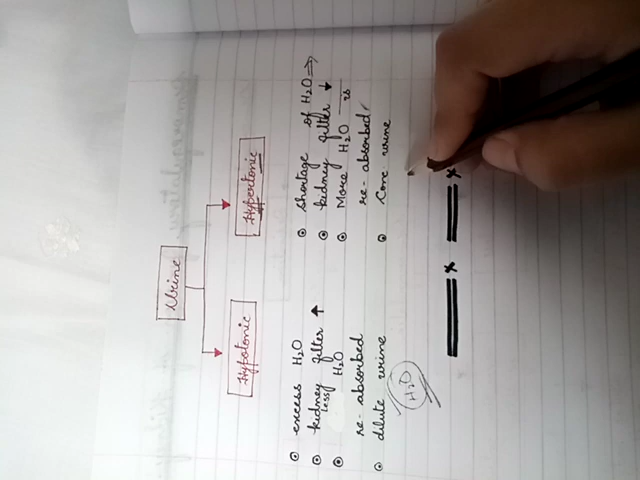 Urine
Hypotonic
Hypertonic
excess H₂O
kidney filter ↑
Less H₂O
re-absorbed
dilute urine
H₂O
shortage of H₂O ⇒
kidney filter ↓
More H₂O is
re-absorbed
Conc urine